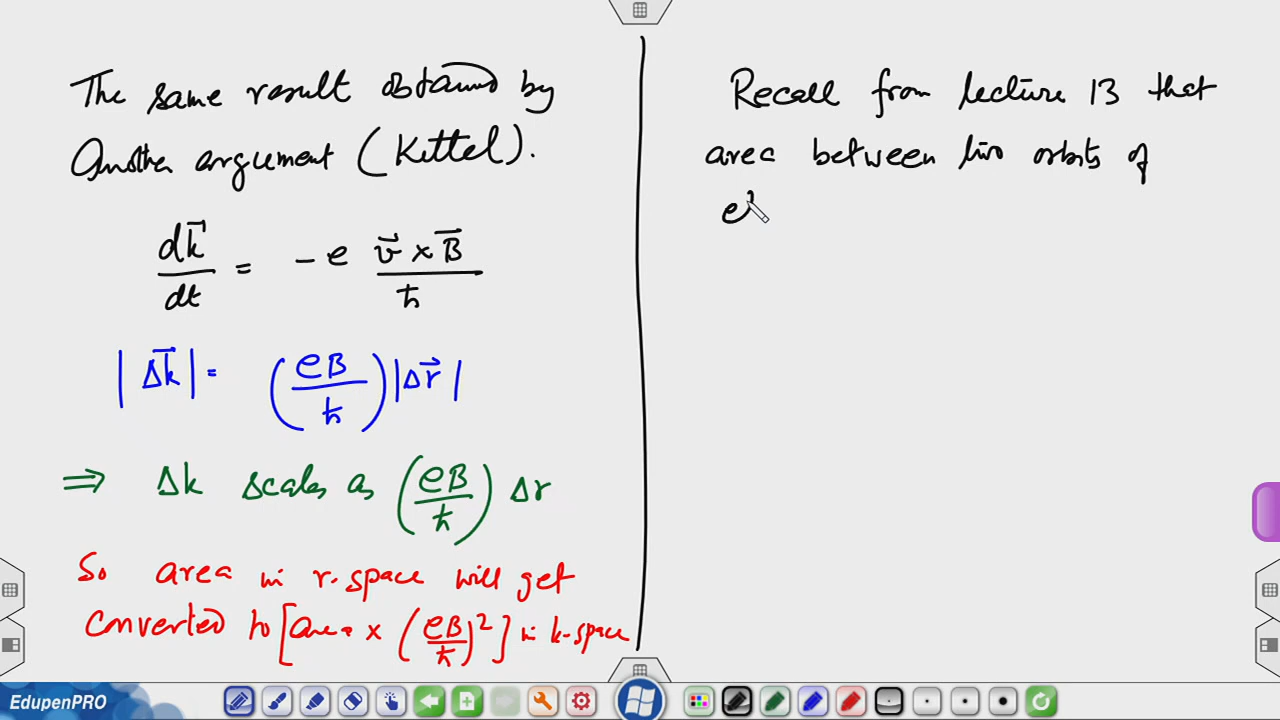 The same result obtained by
Another argument (Kittel).
dk⃗/dt = -e (v⃗ × B⃗)/ħ
|Δk⃗| = (eB/ħ)|Δr⃗|
⇒ Δk scales as (eB/ħ) Δr
So area in r-space will get
converted to [area × (eB/ħ)²] in k-space
Recall from lecture 13 that
area between two orbits of
e
EdupenPRO